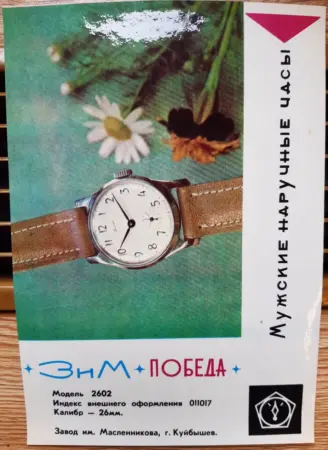 Мужские наручные часы
ЗиМ ПОБЕДА
Модель 2602
Индекс внешнего оформления 011017
Калибр — 26мм.
Завод им. Масленникова, г. Куйбышев.